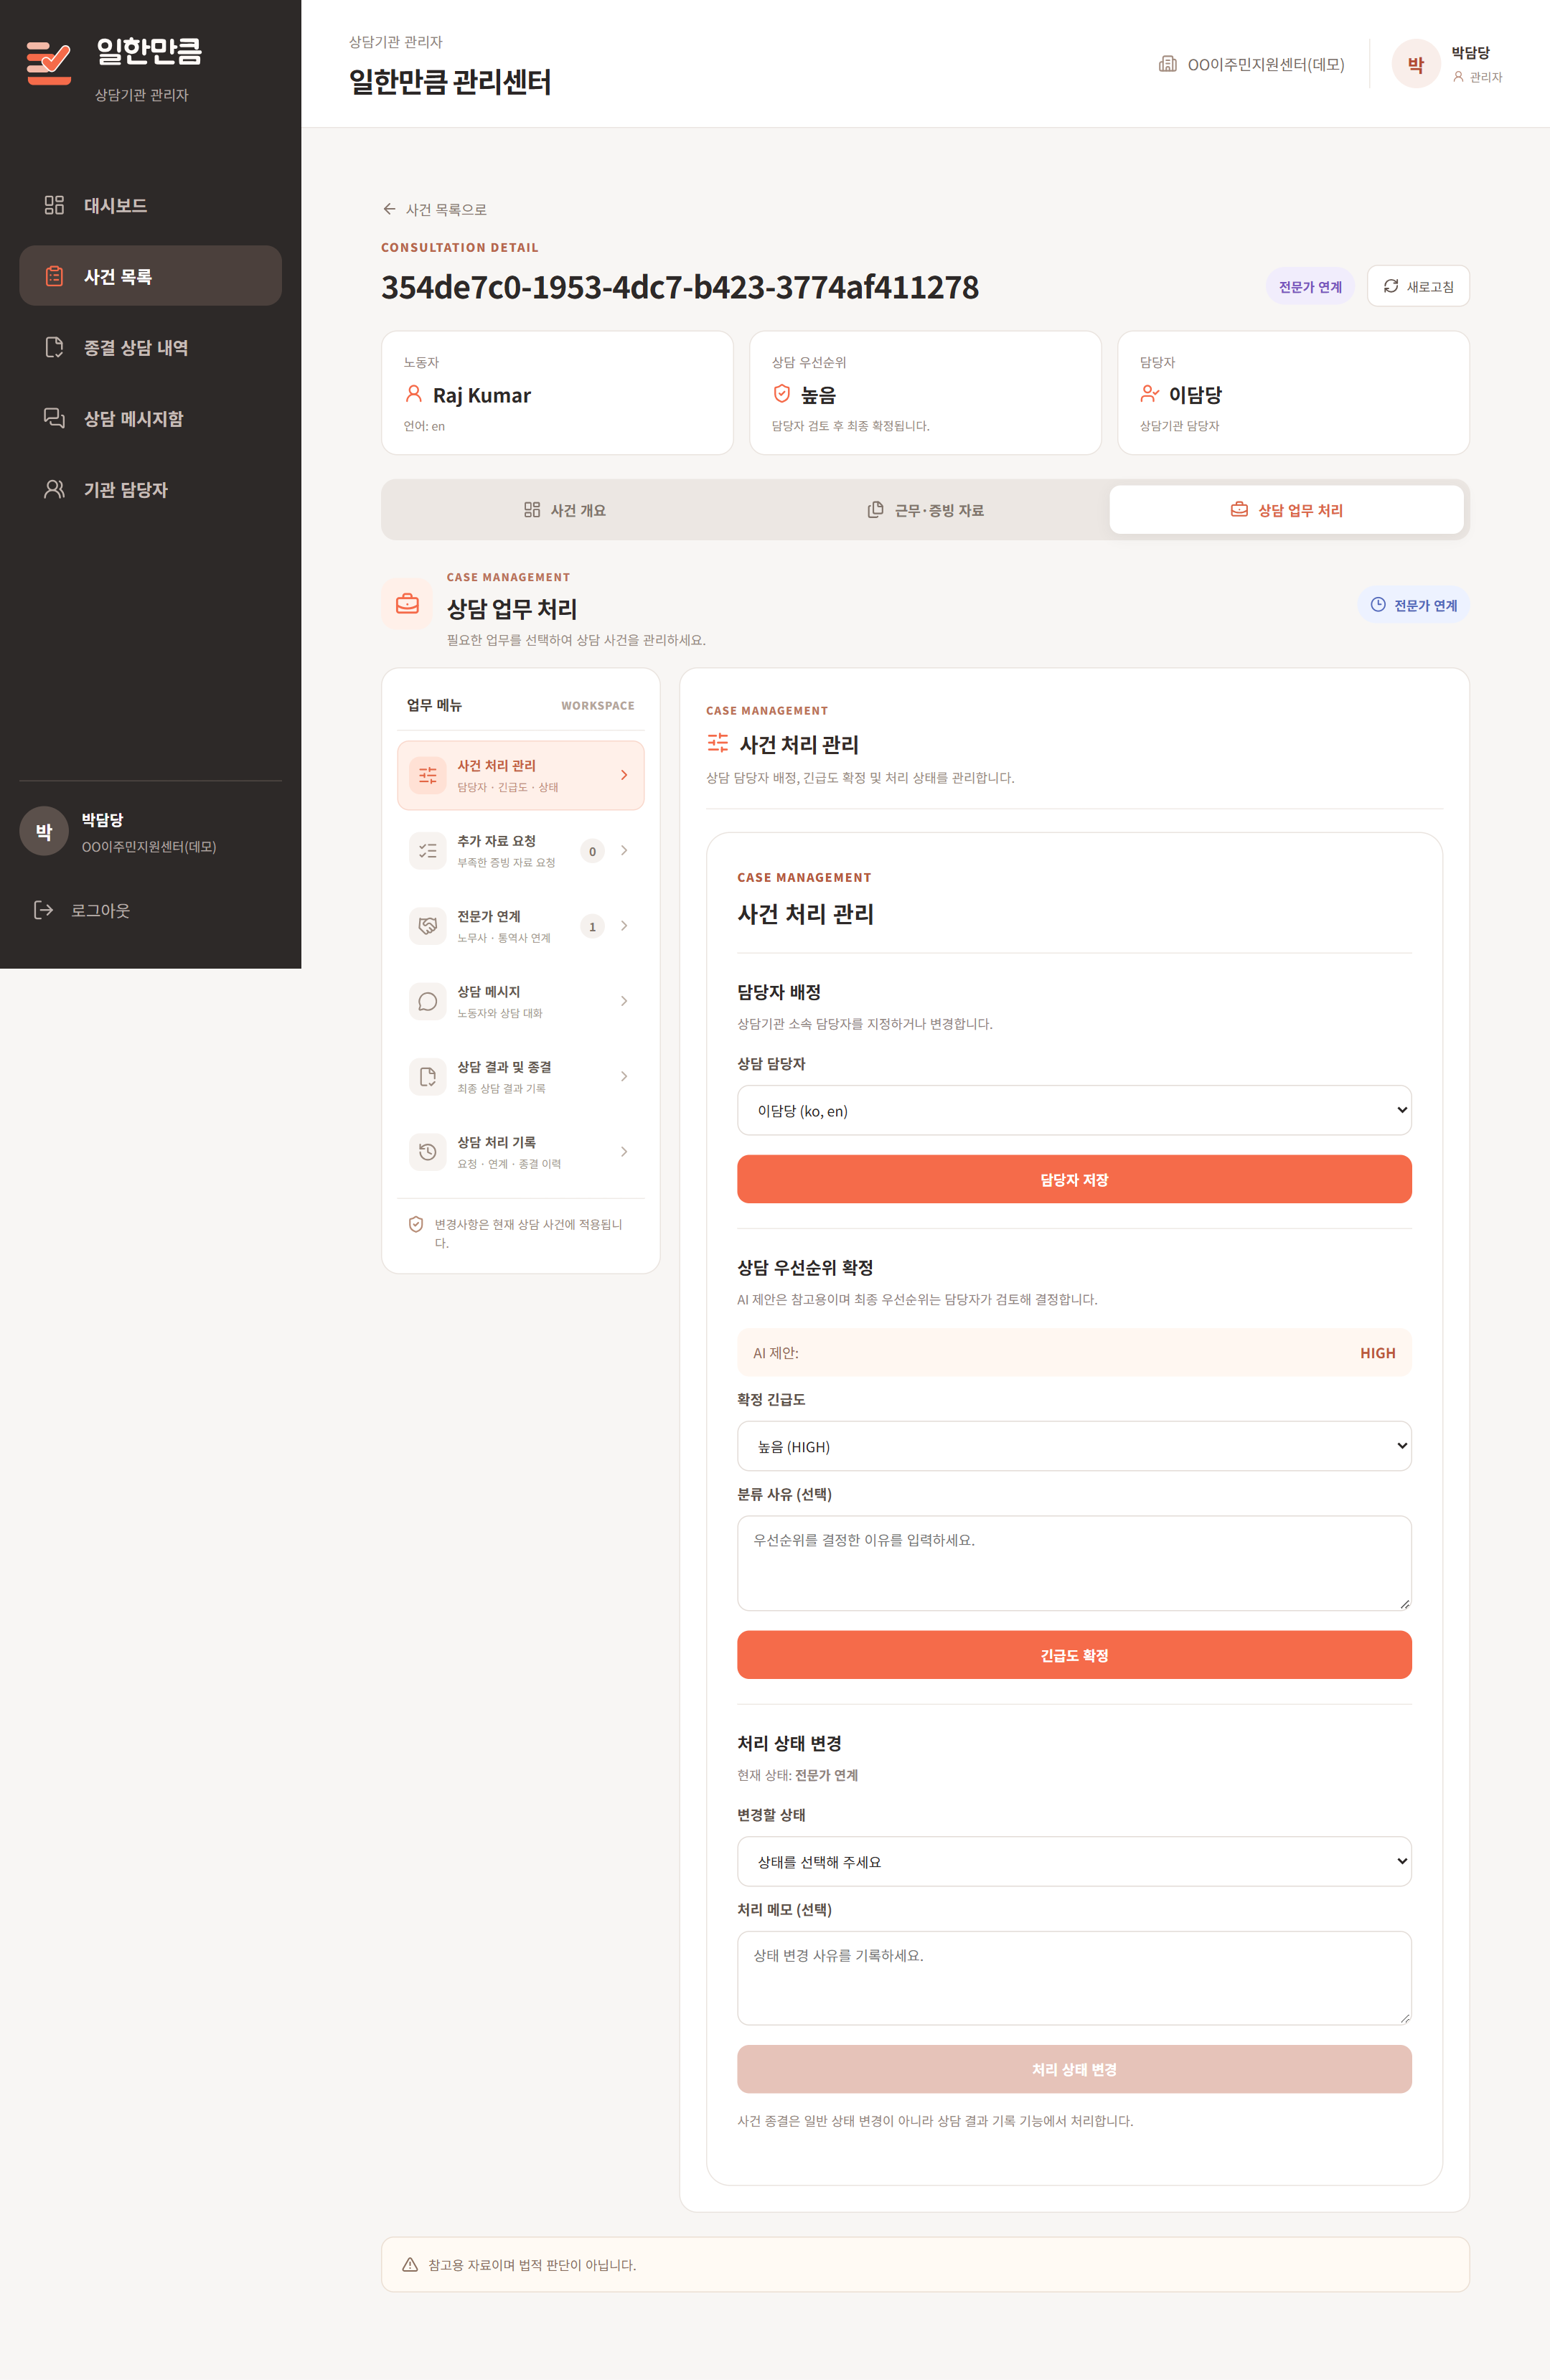 일한만큼
상담기관 관리자
대시보드
사건 목록
종결 상담 내역
상담 메시지함
기관 담당자
박
박담당
OO이주민지원센터(데모)
로그아웃
상담기관 관리자
일한만큼 관리센터
OO이주민지원센터(데모)
박
박담당
관리자
사건 목록으로
CONSULTATION DETAIL
354de7c0-1953-4dc7-b423-3774af411278
전문가 연계
새로고침
노동자
Raj Kumar
언어: en
상담 우선순위
높음
담당자 검토 후 최종 확정됩니다.
담당자
이담당
상담기관 담당자
사건 개요
근무·증빙 자료
상담 업무 처리
CASE MANAGEMENT
상담 업무 처리
필요한 업무를 선택하여 상담 사건을 관리하세요.
전문가 연계
업무 메뉴
WORKSPACE
사건 처리 관리
담당자 · 긴급도 · 상태
추가 자료 요청
부족한 증빙 자료 요청
0
전문가 연계
노무사 · 통역사 연계
1
상담 메시지
노동자와 상담 대화
상담 결과 및 종결
최종 상담 결과 기록
상담 처리 기록
요청 · 연계 · 종결 이력
변경사항은 현재 상담 사건에 적용됩니
다.
CASE MANAGEMENT
사건 처리 관리
상담 담당자 배정, 긴급도 확정 및 처리 상태를 관리합니다.
CASE MANAGEMENT
사건 처리 관리
담당자 배정
상담기관 소속 담당자를 지정하거나 변경합니다.
상담 담당자
이담당 (ko, en)
담당자 저장
상담 우선순위 확정
AI 제안은 참고용이며 최종 우선순위는 담당자가 검토해 결정합니다.
AI 제안:
HIGH
확정 긴급도
높음 (HIGH)
분류 사유 (선택)
우선순위를 결정한 이유를 입력하세요.
긴급도 확정
처리 상태 변경
현재 상태: 전문가 연계
변경할 상태
상태를 선택해 주세요
처리 메모 (선택)
상태 변경 사유를 기록하세요.
처리 상태 변경
사건 종결은 일반 상태 변경이 아니라 상담 결과 기록 기능에서 처리합니다.
참고용 자료이며 법적 판단이 아닙니다.